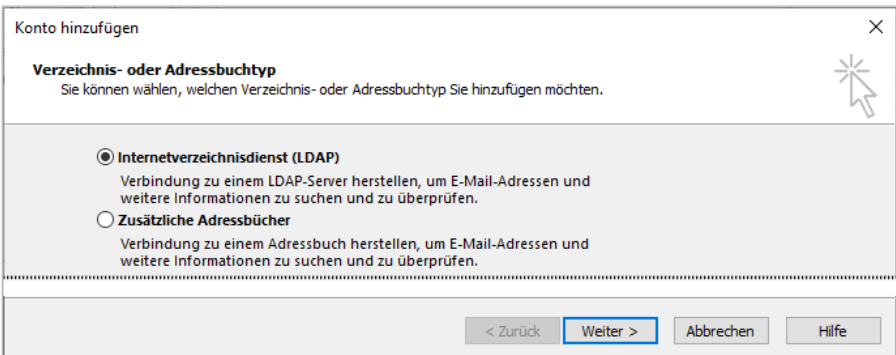 Konto hinzufügen
Verzeichnis- oder Adressbuchtyp
Sie können wählen, welchen Verzeichnis- oder Adressbuchtyp Sie hinzufügen möchten.
Internetverzeichnisdienst (LDAP)
Verbindung zu einem LDAP-Server herstellen, um E-Mail-Adressen und
weitere Informationen zu suchen und zu überprüfen.
Zusätzliche Adressbücher
Verbindung zu einem Adressbuch herstellen, um E-Mail-Adressen und
weitere Informationen zu suchen und zu überprüfen.
< Zurück Weiter > Abbrechen Hilfe